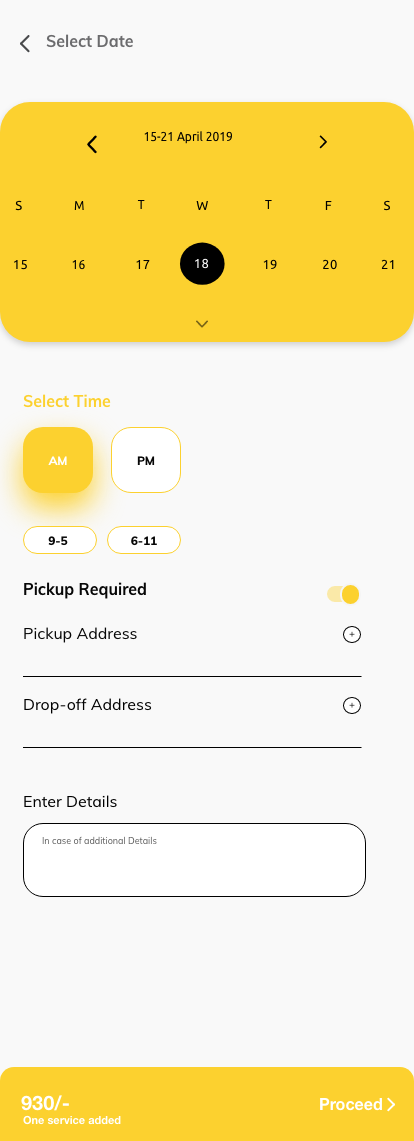 Select Date
15-21 April 2019
S M T W T F S
15 16 17 18 19 20 21
Select Time
AM PM
9-5 6-11
Pickup Required
Pickup Address
Drop-off Address
Enter Details
In case of additional Details
930/-
One service added
Proceed